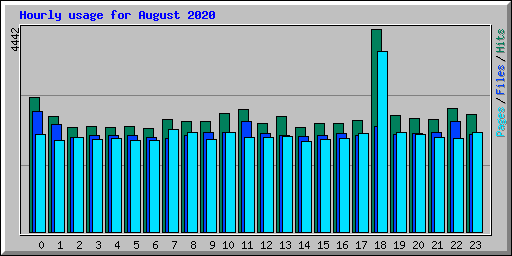 Hourly usage for August 2020
4442
Pages/Files/Hits
0 1 2 3 4 5 6 7 8 9 10 11 12 13 14 15 16 17 18 19 20 21 22 23